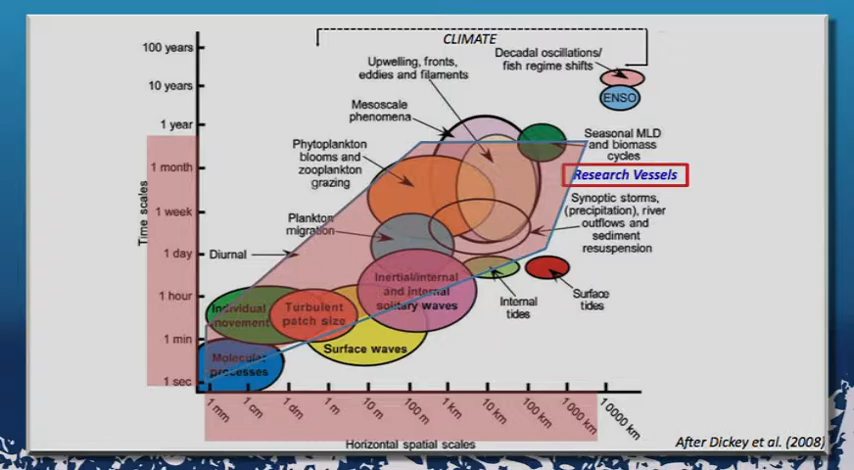 CLIMATE
100 years
10 years
1 year
1 month
1 week
1 day
1 hour
1 min
1 sec
Time scales
Upwelling, fronts,
eddies and filaments
Decadal oscillations/
fish regime shifts
ENSO
Mesoscale
phenomena
Phytoplankton
blooms and
zooplankton
grazing
Seasonal MLD
and biomass
cycles
Research Vessels
Synoptic storms,
(precipitation), river
outflows and
sediment
resuspension
Plankton
migration
Diurnal
Inertial/internal
and internal
solitary waves
Individual
movement
Turbulent
patch size
Internal
tides
Surface
tides
Surface waves
Molecular
processes
1 mm
1 cm
1 dm
1 m
10 m
100 m
1 km
10 km
100 km
1 000 km
1 0 000 km
Horizontal spatial scales
After Dickey et al. (2008)